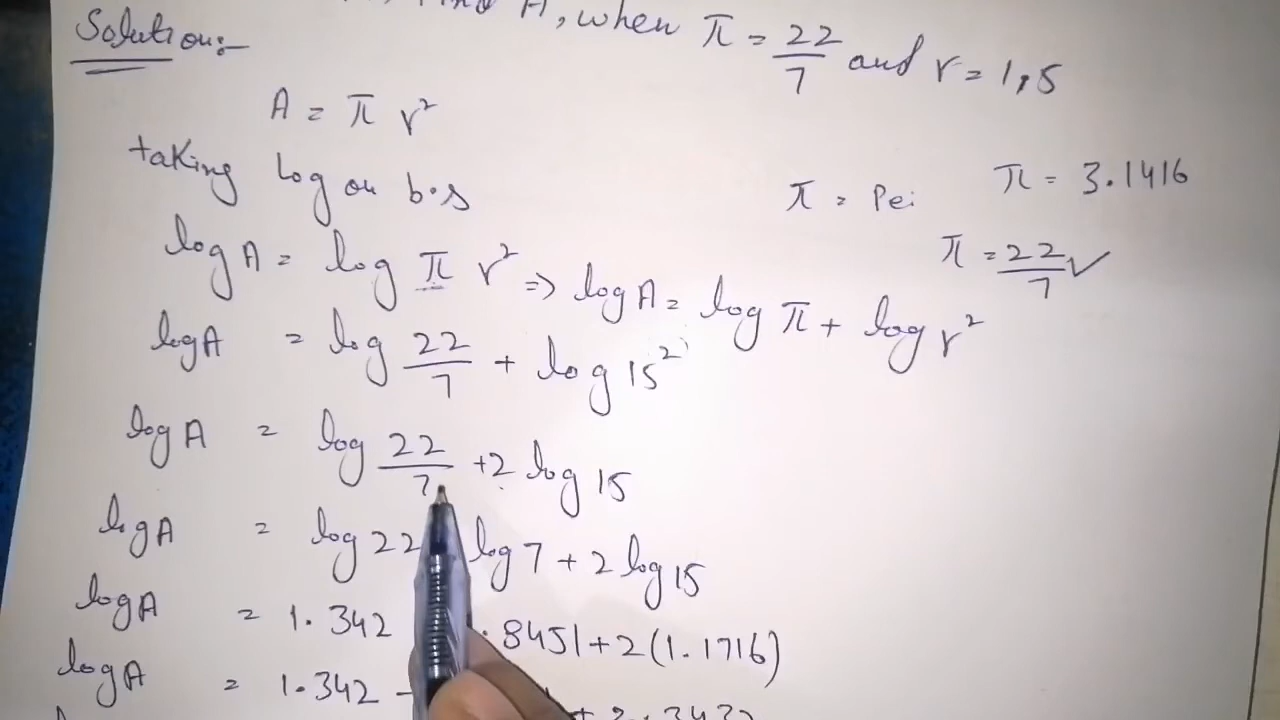 A, when π = 22/7 and r = 1,5
Solution:-
A = π r²
taking log on b.s
π = Pei
π = 3.1416
π = 22/7 ✓
log A = log π r² => log A = log π + log r²
log A = log 22/7 + log 15²
log A = log 22/7 + 2 log 15
log A = log 22 log 7 + 2 log 15
log A = 1.342 .8451 + 2(1.1716)
log A = 1.342 -